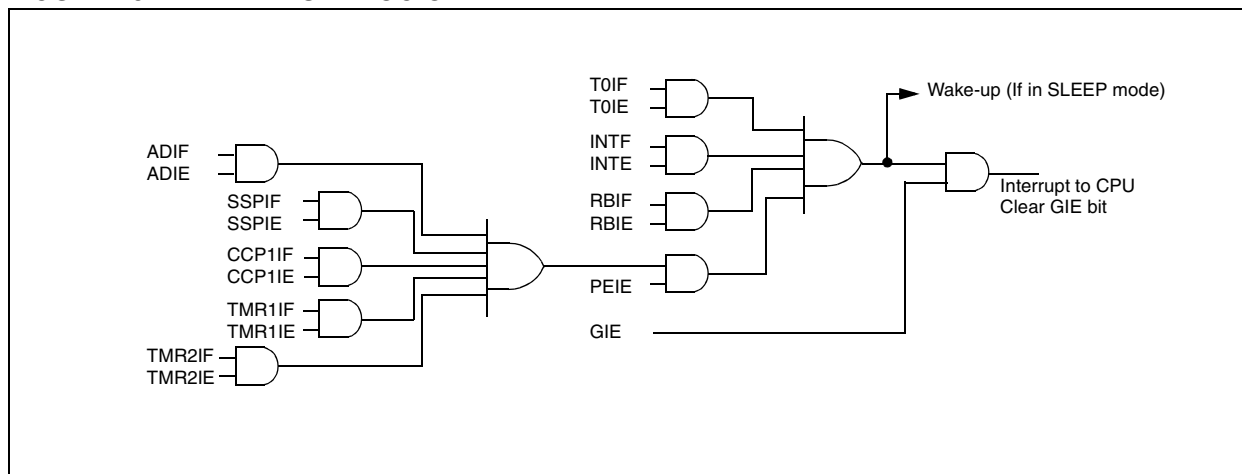 T0IF
T0IE
Wake-up (If in SLEEP mode)
INTF
INTE
ADIF
ADIE
RBIF
RBIE
Interrupt to CPU
Clear GIE bit
SSPIF
SSPIE
CCP1IF
CCP1IE
PEIE
TMR1IF
TMR1IE
GIE
TMR2IF
TMR2IE